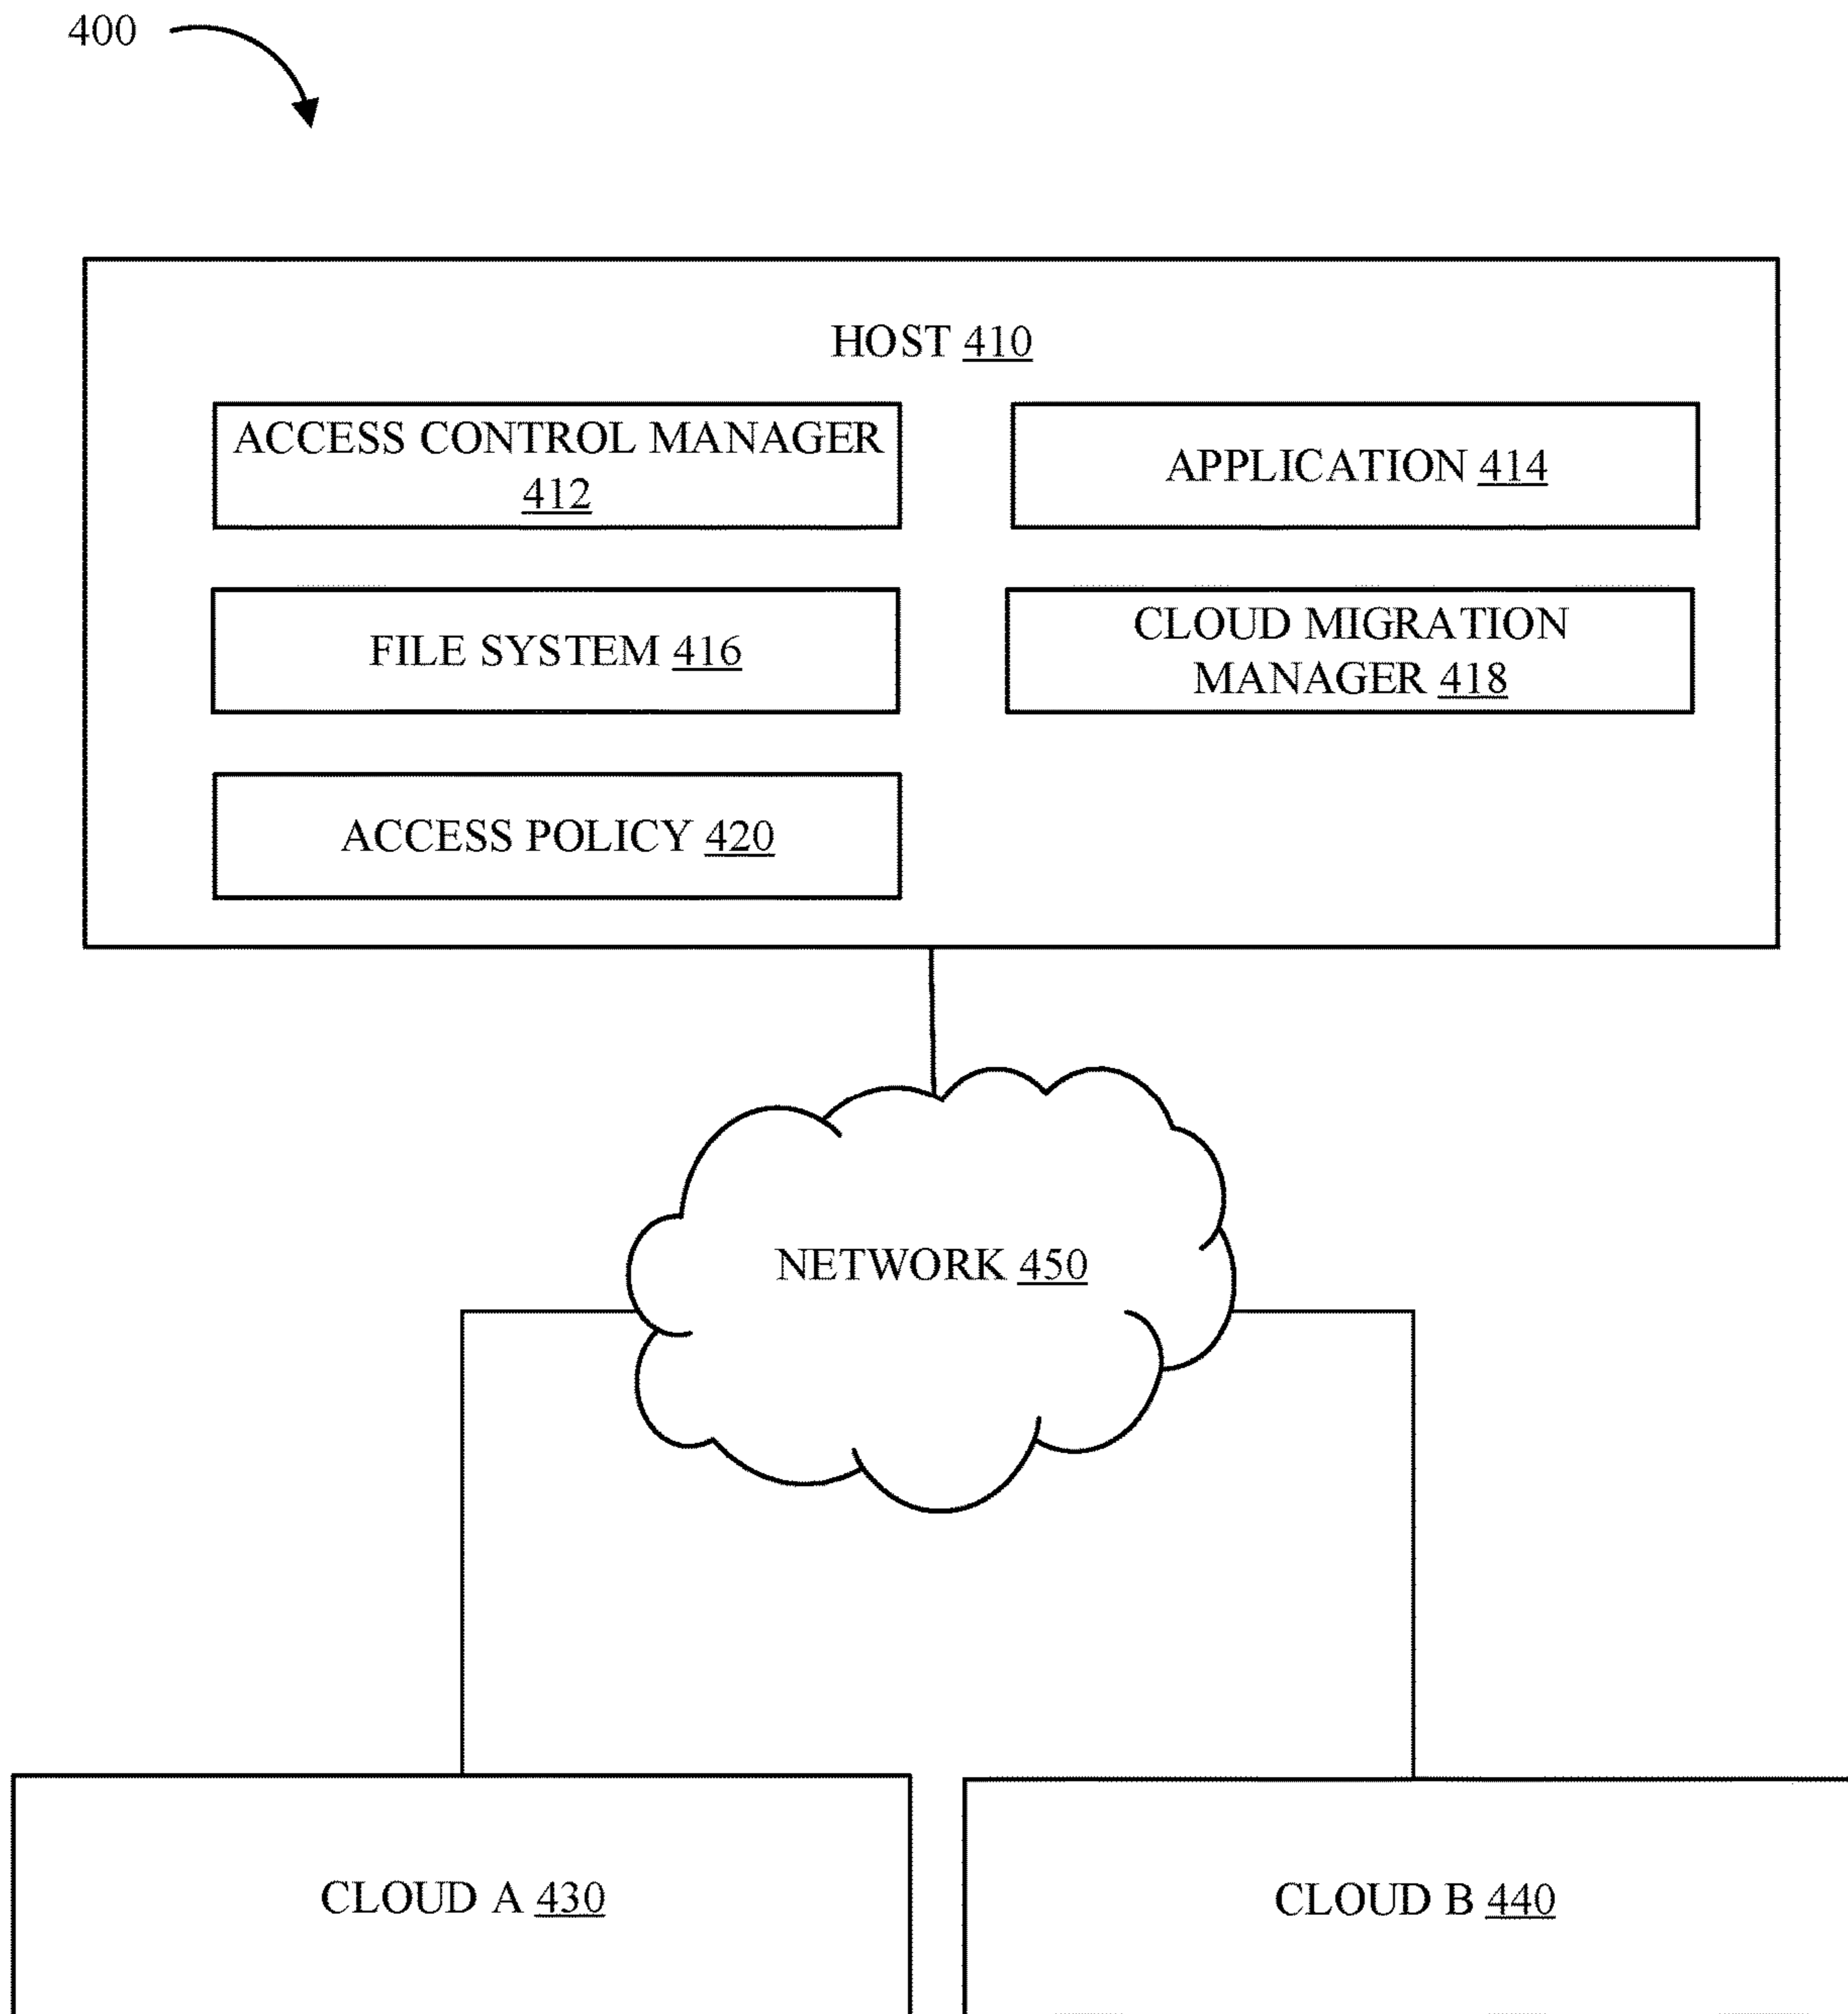 400
HOST 410
ACCESS CONTROL MANAGER
412
APPLICATION 414
FILE SYSTEM 416
CLOUD MIGRATION
MANAGER 418
ACCESS POLICY 420
NETWORK 450
CLOUD A 430
CLOUD B 440